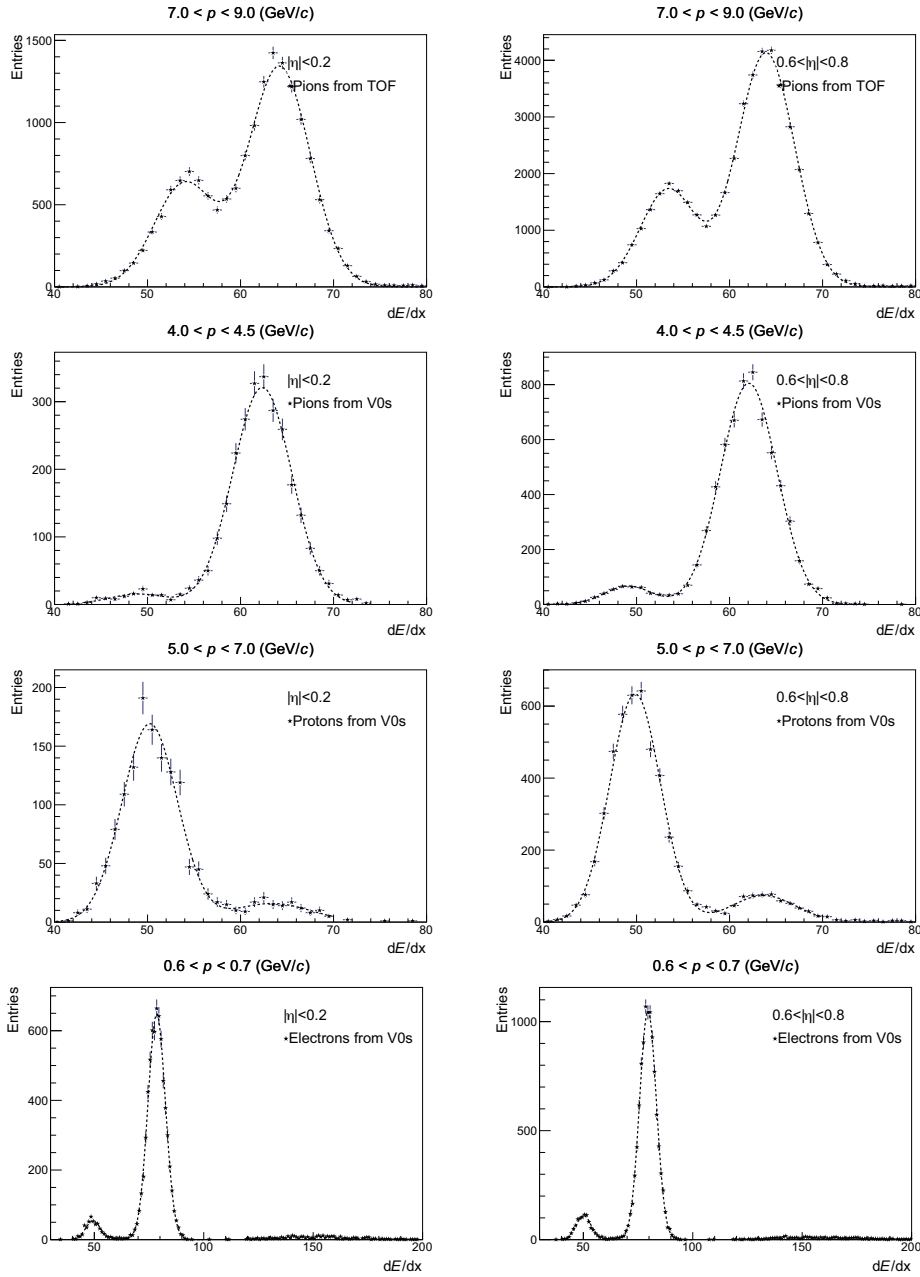 7.0 < p < 9.0 (GeV/c)
Entries
1500
1000
500
0
|η|<0.2
Pions from TOF
40 50 60 70 80
dE/dx
7.0 < p < 9.0 (GeV/c)
Entries
4000
3000
2000
1000
0
0.6<|η|<0.8
Pions from TOF
40 50 60 70 80
dE/dx
4.0 < p < 4.5 (GeV/c)
Entries
300
200
100
0
|η|<0.2
Pions from V0s
40 50 60 70 80
dE/dx
4.0 < p < 4.5 (GeV/c)
Entries
800
600
400
200
0
0.6<|η|<0.8
Pions from V0s
40 50 60 70 80
dE/dx
5.0 < p < 7.0 (GeV/c)
Entries
200
150
100
50
0
|η|<0.2
Protons from V0s
40 50 60 70 80
dE/dx
5.0 < p < 7.0 (GeV/c)
Entries
600
400
200
0
0.6<|η|<0.8
Protons from V0s
40 50 60 70 80
dE/dx
0.6 < p < 0.7 (GeV/c)
Entries
600
400
200
0
|η|<0.2
Electrons from V0s
50 100 150 200
dE/dx
0.6 < p < 0.7 (GeV/c)
Entries
1000
500
0
0.6<|η|<0.8
Electrons from V0s
50 100 150 200
dE/dx